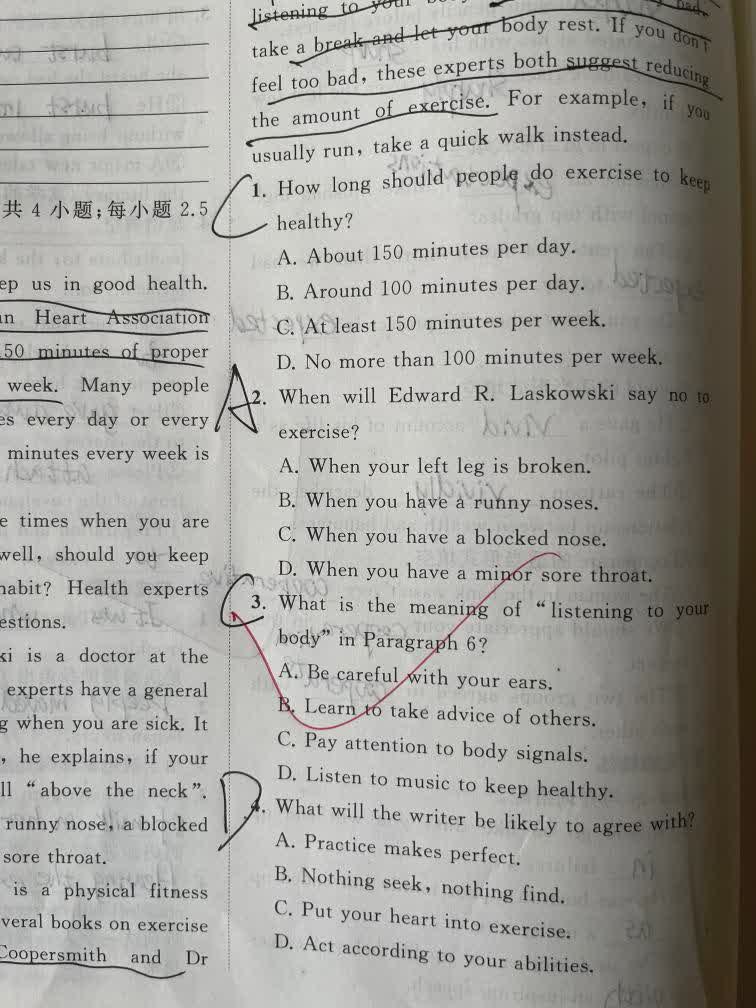 共 4 小题；每小题 2.5
ep us in good health.
an Heart Association
150 minutes of proper
week. Many people
es every day or every
minutes every week is
e times when you are
well, should you keep
habit? Health experts
estions.
ki is a doctor at the
experts have a general
g when you are sick. It
, he explains, if your
ll “above the neck”.
runny nose, a blocked
sore throat.
is a physical fitness
veral books on exercise
Coopersmith and Dr
listening to your
bad,
take a break and let your body rest. If you don't
feel too bad, these experts both suggest reducing
the amount of exercise. For example, if you
usually run, take a quick walk instead.
C
1. How long should people do exercise to keep
healthy?
A. About 150 minutes per day.
B. Around 100 minutes per day.
C. At least 150 minutes per week.
D. No more than 100 minutes per week.
A
2. When will Edward R. Laskowski say no to
exercise?
A. When your left leg is broken.
B. When you have a runny noses.
C. When you have a blocked nose.
D. When you have a minor sore throat.
C
3. What is the meaning of “listening to your
body” in Paragraph 6?
A. Be careful with your ears.
B. Learn to take advice of others.
C. Pay attention to body signals.
D. Listen to music to keep healthy.
D
4. What will the writer be likely to agree with?
A. Practice makes perfect.
B. Nothing seek, nothing find.
C. Put your heart into exercise.
D. Act according to your abilities.